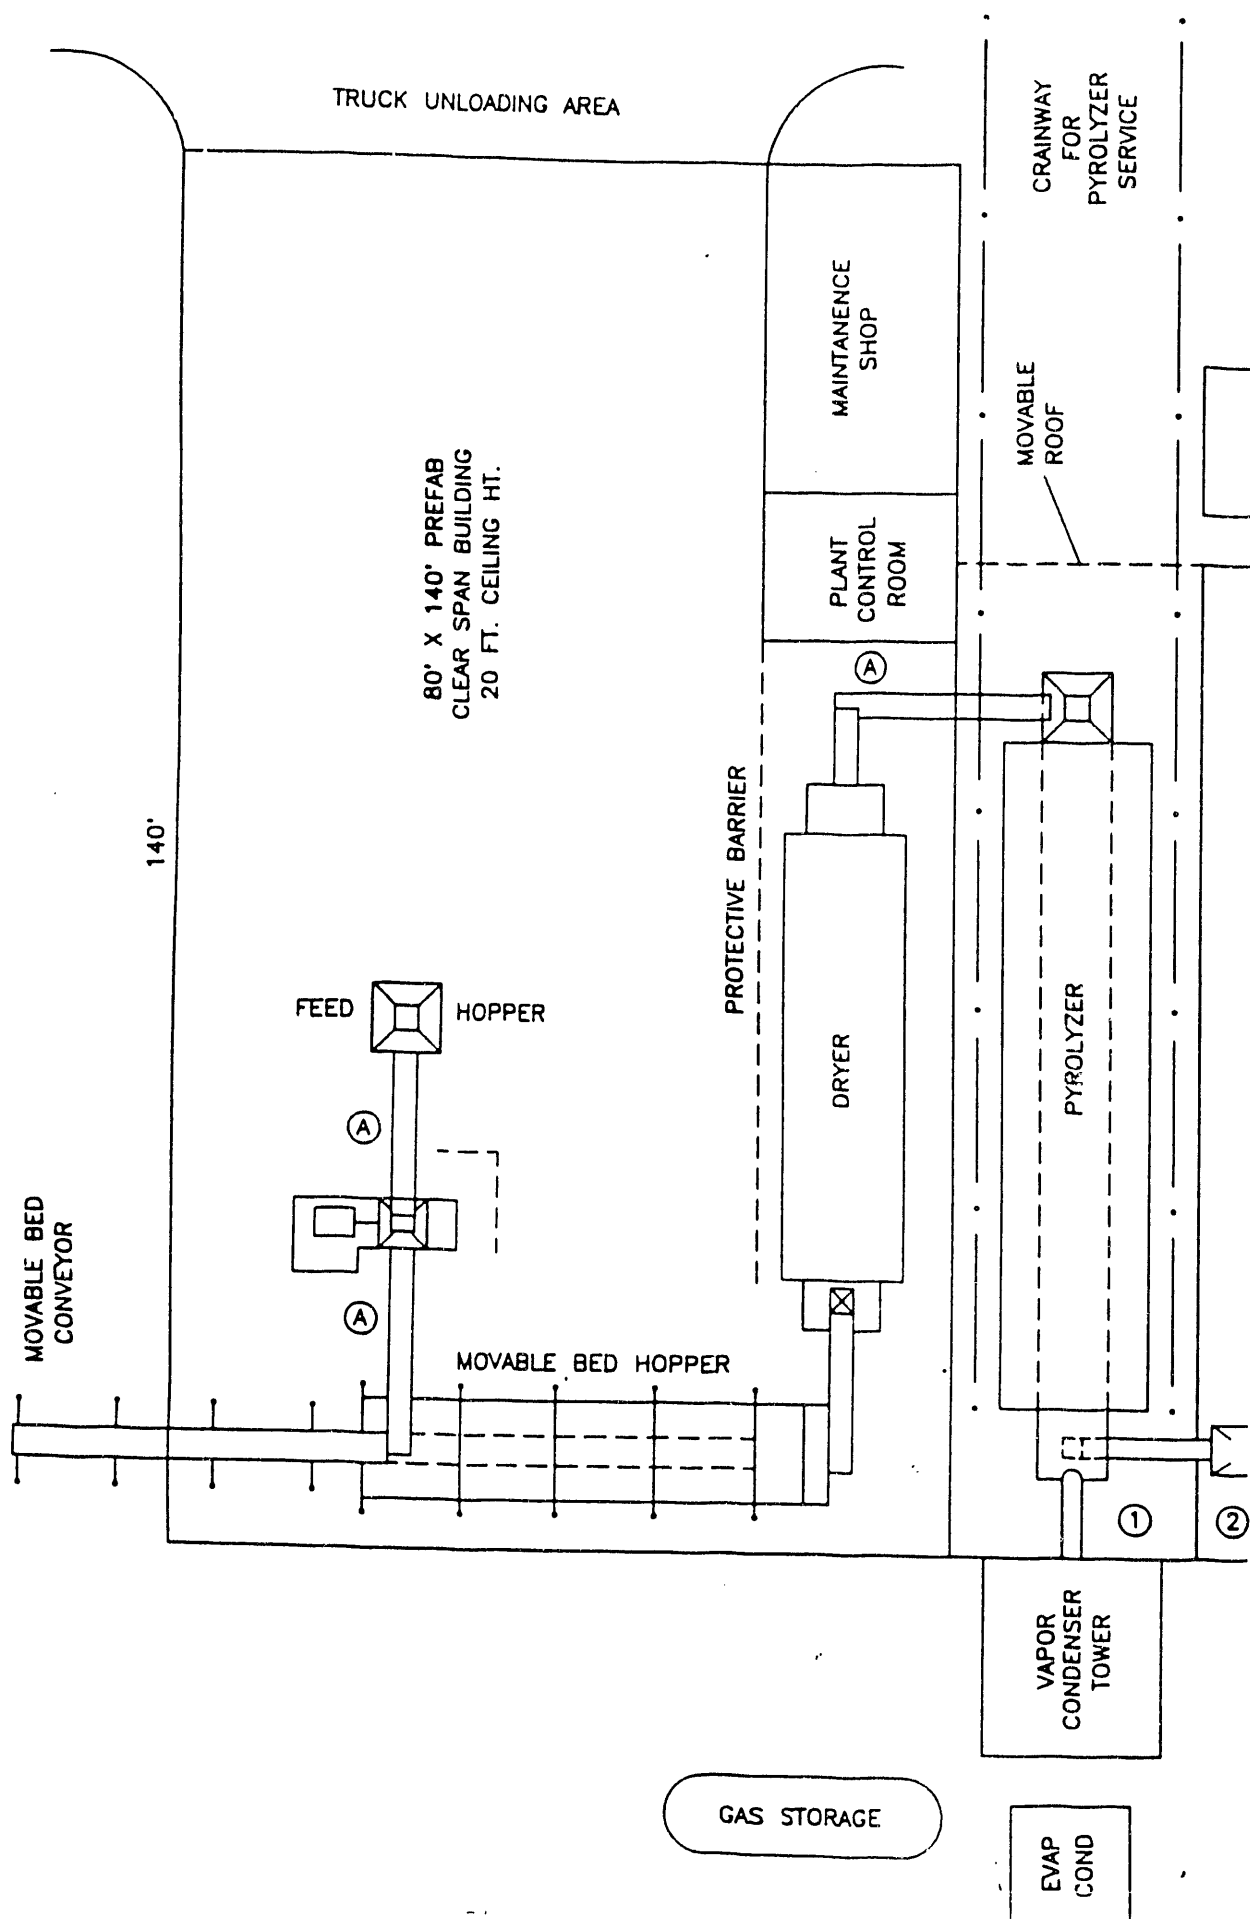 TRUCK UNLOADING AREA
CRAINWAY
FOR
PYROLYZER
SERVICE
MAINTANENCE
SHOP
MOVABLE
ROOF
80' X 140' PREFAB
CLEAR SPAN BUILDING
20 FT. CEILING HT.
PLANT
CONTROL
ROOM
A
140'
PROTECTIVE BARRIER
FEED HOPPER
DRYER
PYROLYZER
A
MOVABLE BED
CONVEYOR
A
MOVABLE BED HOPPER
1
2
VAPOR
CONDENSER
TOWER
GAS STORAGE
EVAP
COND